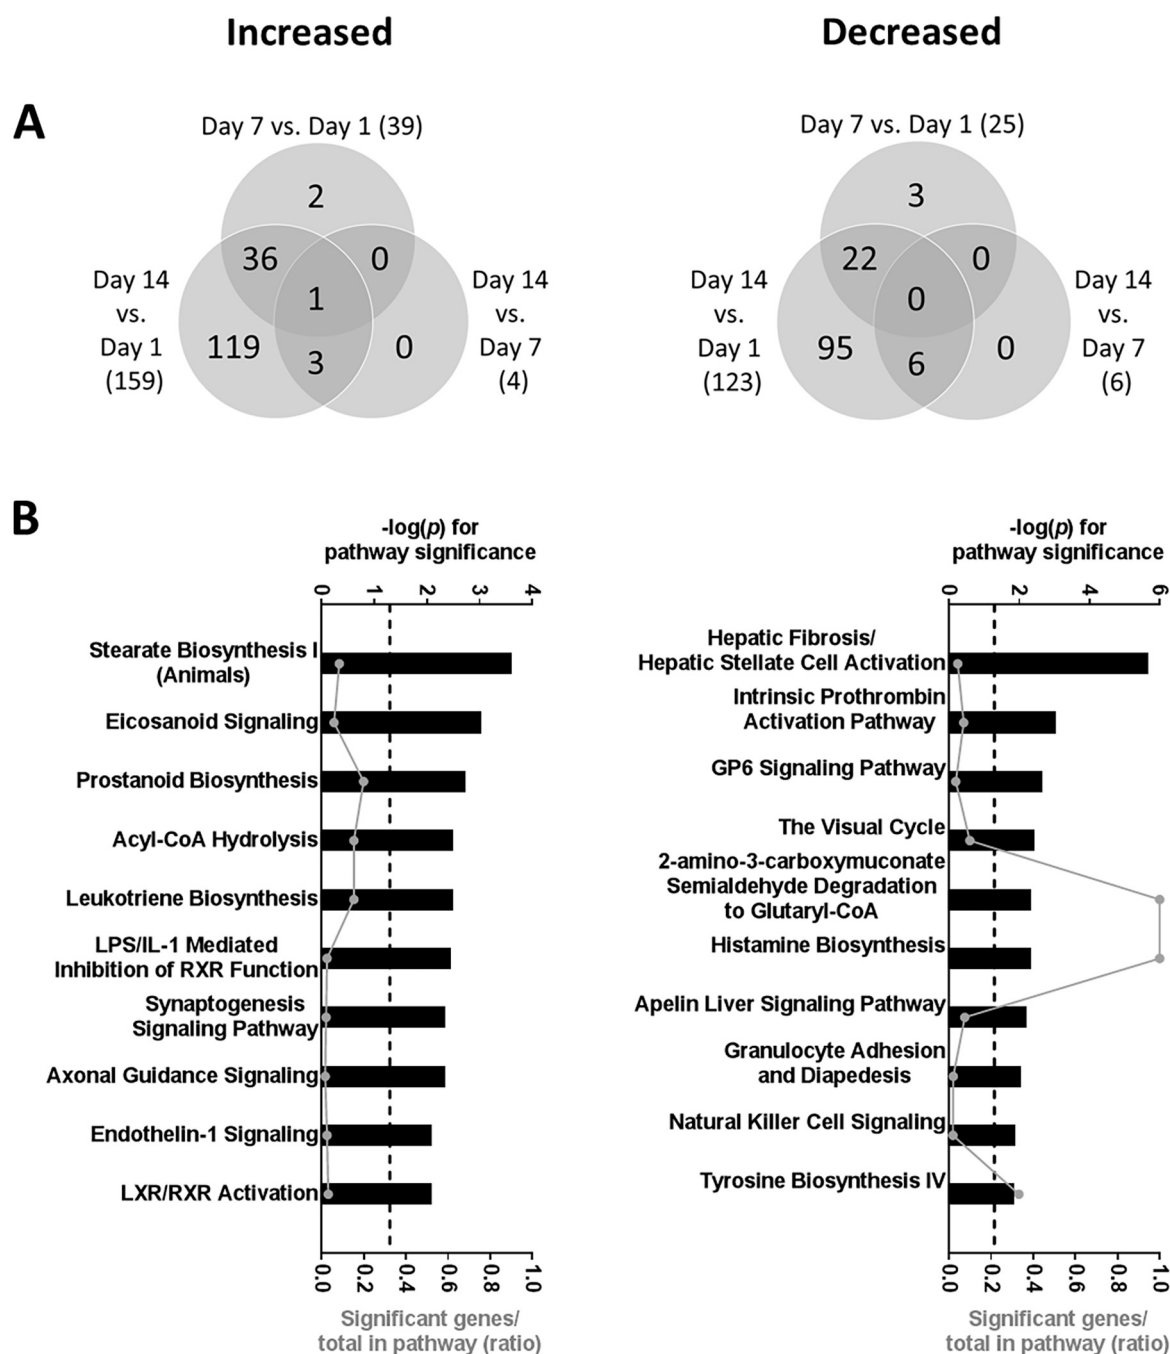 Increased
Decreased
A
Day 7 vs. Day 1 (39)
2
36
0
1
119
3
0
Day 14
vs.
Day 1
(159)
Day 14
vs.
Day 7
(4)
Day 7 vs. Day 1 (25)
3
22
0
0
95
6
0
Day 14
vs.
Day 1
(123)
Day 14
vs.
Day 7
(6)
B
-log(p) for
pathway significance
0 1 2 3 4
Stearate Biosynthesis I
(Animals)
Eicosanoid Signaling
Prostanoid Biosynthesis
Acyl-CoA Hydrolysis
Leukotriene Biosynthesis
LPS/IL-1 Mediated
Inhibition of RXR Function
Synaptogenesis
Signaling Pathway
Axonal Guidance Signaling
Endothelin-1 Signaling
LXR/RXR Activation
0.0 0.2 0.4 0.6 0.8 1.0
Significant genes/
total in pathway (ratio)
-log(p) for
pathway significance
0 2 4 6
Hepatic Fibrosis/
Hepatic Stellate Cell Activation
Intrinsic Prothrombin
Activation Pathway
GP6 Signaling Pathway
The Visual Cycle
2-amino-3-carboxymuconate
Semialdehyde Degradation
to Glutaryl-CoA
Histamine Biosynthesis
Apelin Liver Signaling Pathway
Granulocyte Adhesion
and Diapedesis
Natural Killer Cell Signaling
Tyrosine Biosynthesis IV
0.0 0.2 0.4 0.6 0.8 1.0
Significant genes/
total in pathway (ratio)